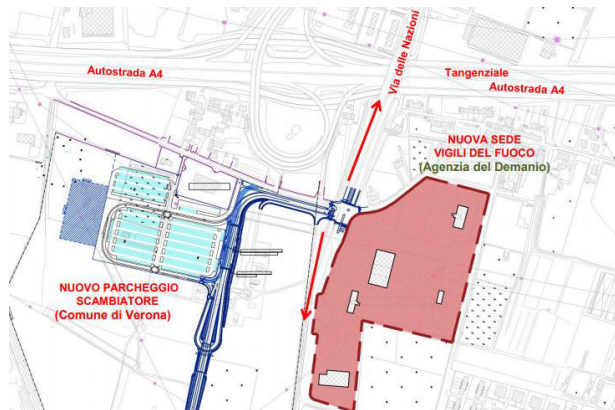 Autostrada A4
Via delle Nazioni
Tangenziale
Autostrada A4
NUOVA SEDE
VIGILI DEL FUOCO
(Agenzia del Demanio)
NUOVO PARCHEGGIO
SCAMBIATORE
(Comune di Verona)